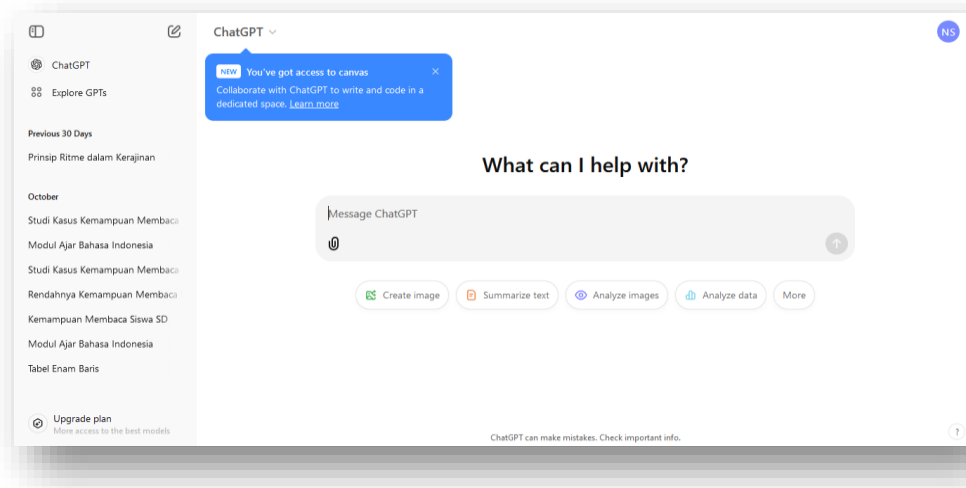 ChatGPT
NS
ChatGPT
Explore GPTs
NEW You've got access to canvas
Collaborate with ChatGPT to write and code in a
dedicated space. Learn more
Previous 30 Days
Prinsip Ritme dalam Kerajinan
October
Studi Kasus Kemampuan Membaca
Modul Ajar Bahasa Indonesia
Studi Kasus Kemampuan Membaca
Rendahnya Kemampuan Membaca
Kemampuan Membaca Siswa SD
Modul Ajar Bahasa Indonesia
Tabel Enam Baris
Upgrade plan
More access to the best models
What can I help with?
Message ChatGPT
Create image
Summarize text
Analyze images
Analyze data
More
ChatGPT can make mistakes. Check important info.
?